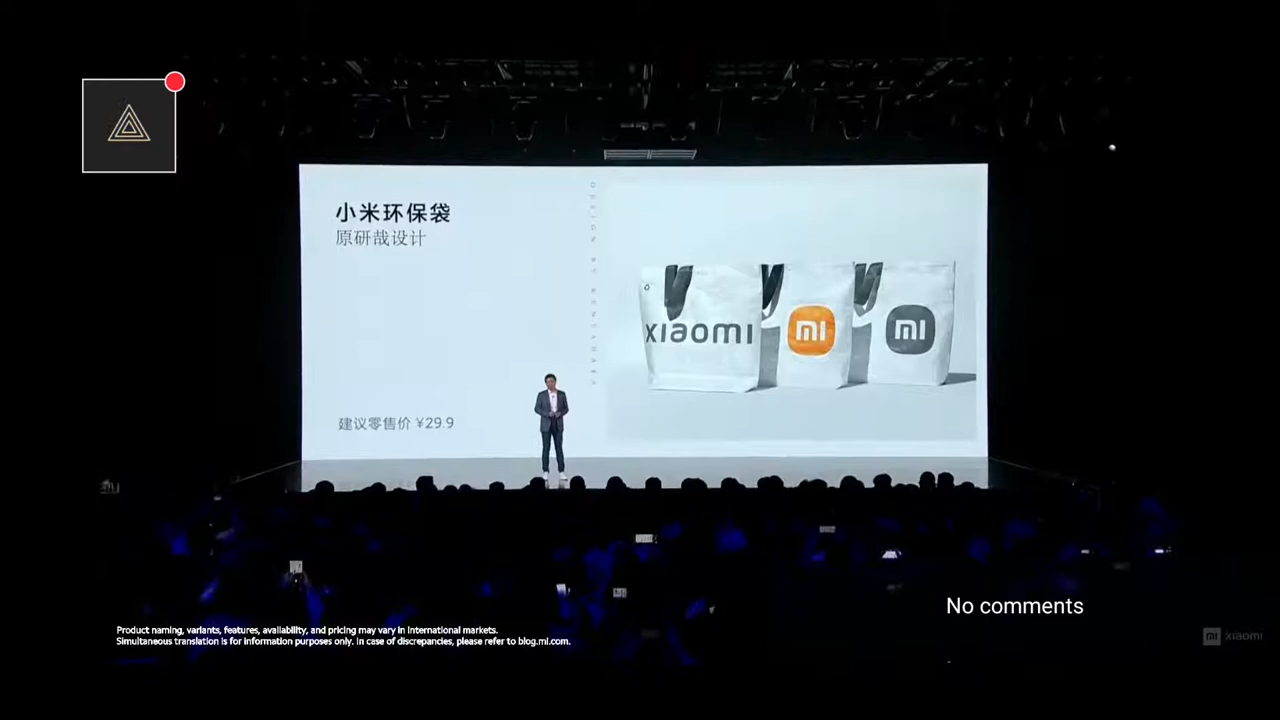 小米环保袋
原研哉设计
DESIGN BY KENYA HARA
xiaomi
mi
mi
建议零售价 ¥29.9
No comments
Product naming, variants, features, availability, and pricing may vary in international markets.
Simultaneous translation is for information purposes only. In case of discrepancies, please refer to blog.mi.com.
mi xiaomi